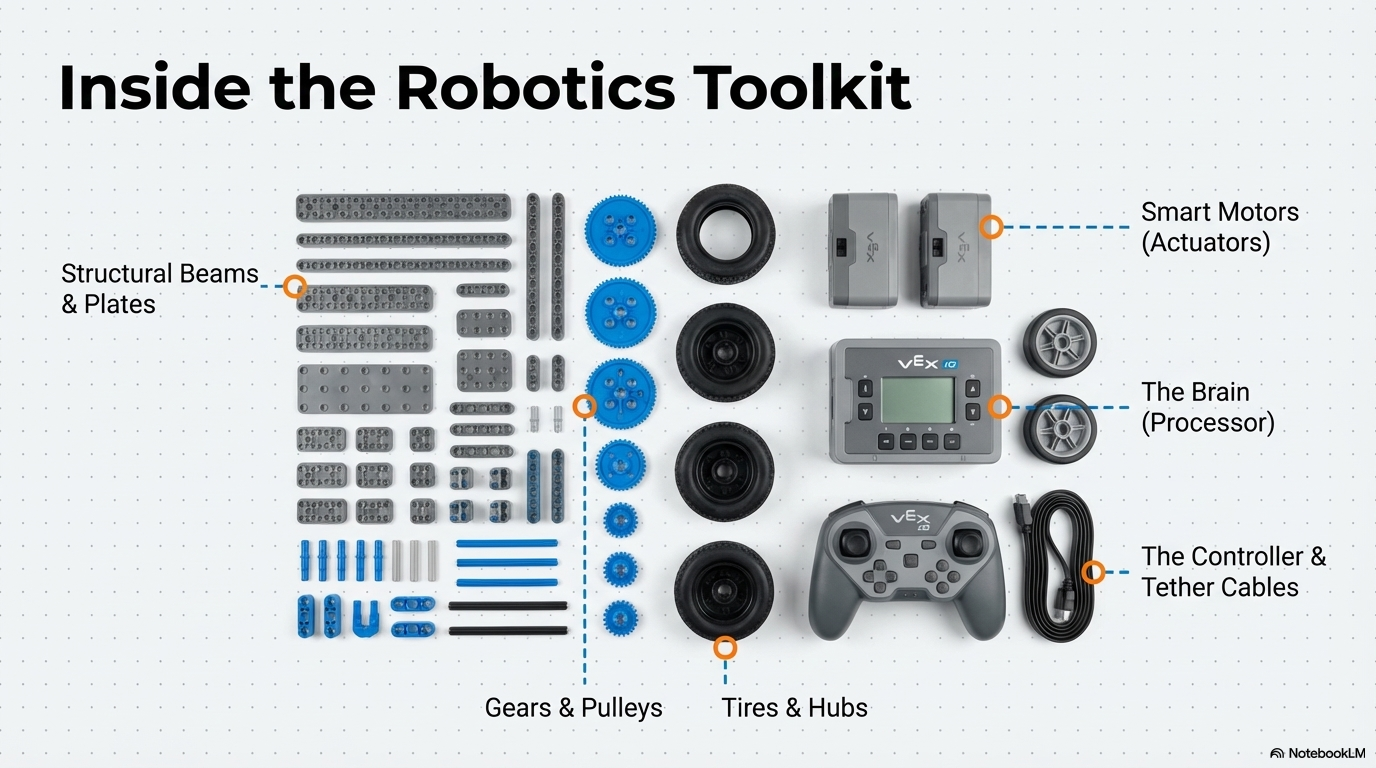 Inside the Robotics Toolkit
Structural Beams
& Plates
Smart Motors
(Actuators)
VEX
VEX
VEX IQ
The Brain
(Processor)
VEX
The Controller &
Tether Cables
Gears & Pulleys
Tires & Hubs
NotebookLM